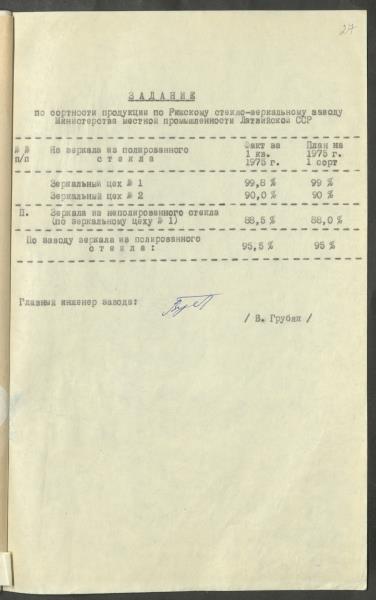 27
ЗАДАНИЕ
по сортности продукции по Рижскому стекло-зеркальному заводу
Министерства местной промышленности Латвийской ССР
№ № На зеркала из полированного Факт за План на
п/п стекла 1 кв. 1975 г.
1975 г. 1 сорт
Зеркальный цех № 1 99,8 % 99 %
Зеркальный цех № 2 90,0 % 90 %
П. Зеркала из неполированного стекла
(по зеркальному цеху № 1) 88,5 % 88,0 %
По заводу зеркала из полированного
стекла: 95,5 % 95 %
Главный инженер завода:
/ В. Грубян /